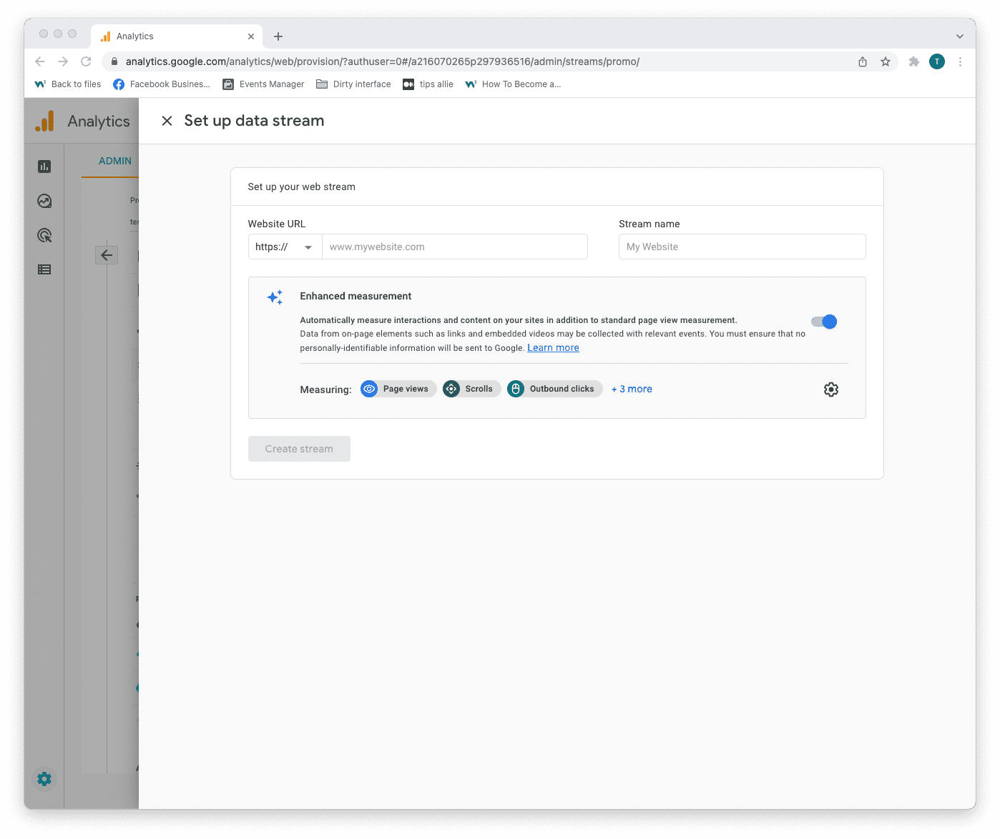 Analytics
analytics.google.com/analytics/web/provision/?authuser=0#/a216070265p297936516/admin/streams/promo/
T
Back to files
Facebook Busines...
Events Manager
Dirty interface
tips allie
How To Become a...
Analytics
Set up data stream
ADMIN
Set up your web stream
Website URL
Stream name
https://
www.mywebsite.com
My Website
Enhanced measurement
Automatically measure interactions and content on your sites in addition to standard page view measurement.
Data from on-page elements such as links and embedded videos may be collected with relevant events. You must ensure that no
personally-identifiable information will be sent to Google. Learn more
Measuring:
Page views
Scrolls
Outbound clicks
+ 3 more
Create stream